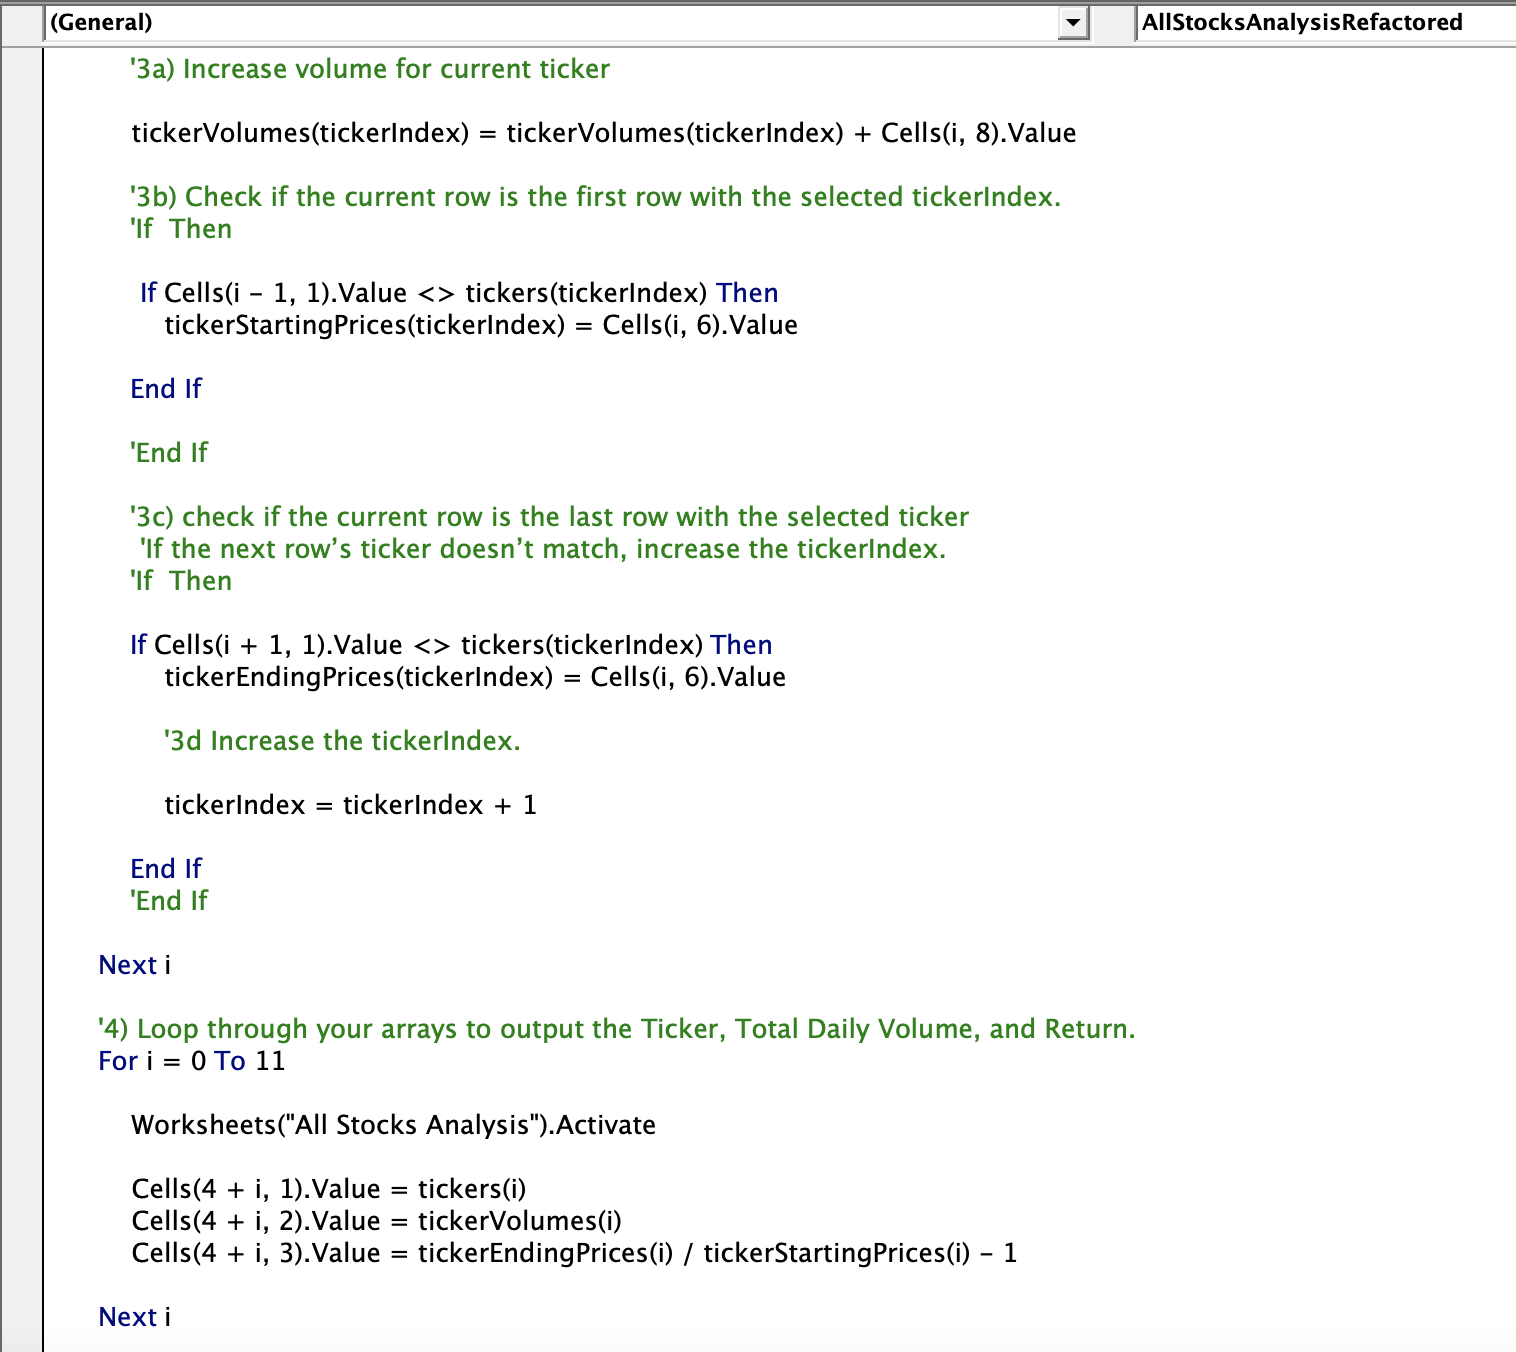 (General)
AllStocksAnalysisRefactored
'3a) Increase volume for current ticker
tickerVolumes(tickerIndex) = tickerVolumes(tickerIndex) + Cells(i, 8).Value
'3b) Check if the current row is the first row with the selected tickerIndex.
'If  Then
If Cells(i - 1, 1).Value <> tickers(tickerIndex) Then
tickerStartingPrices(tickerIndex) = Cells(i, 6).Value
End If
'End If
'3c) check if the current row is the last row with the selected ticker
'If the next row’s ticker doesn’t match, increase the tickerIndex.
'If  Then
If Cells(i + 1, 1).Value <> tickers(tickerIndex) Then
tickerEndingPrices(tickerIndex) = Cells(i, 6).Value
'3d Increase the tickerIndex.
tickerIndex = tickerIndex + 1
End If
'End If
Next i
'4) Loop through your arrays to output the Ticker, Total Daily Volume, and Return.
For i = 0 To 11
Worksheets("All Stocks Analysis").Activate
Cells(4 + i, 1).Value = tickers(i)
Cells(4 + i, 2).Value = tickerVolumes(i)
Cells(4 + i, 3).Value = tickerEndingPrices(i) / tickerStartingPrices(i) - 1
Next i